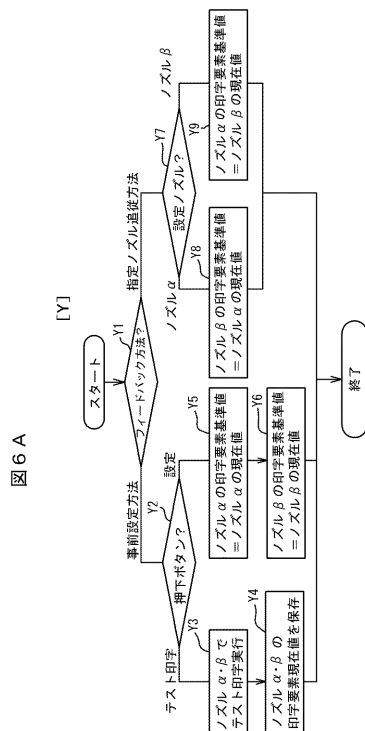 図6A
[Y]
スタート
Y1
フィードバック方法？
事前設定方法
指定ノズル追従方法
Y2
押下ボタン？
テスト印字
設定
Y3
ノズルα・βで
テスト印字実行
Y4
ノズルα・βの
印字要素現在値を保存
Y5
ノズルαの印字要素基準値
＝ノズルαの現在値
Y6
ノズルβの印字要素基準値
＝ノズルβの現在値
Y7
設定ノズル？
ノズルα
ノズルβ
Y8
ノズルβの印字要素基準値
＝ノズルαの現在値
Y9
ノズルαの印字要素基準値
＝ノズルβの現在値
終了